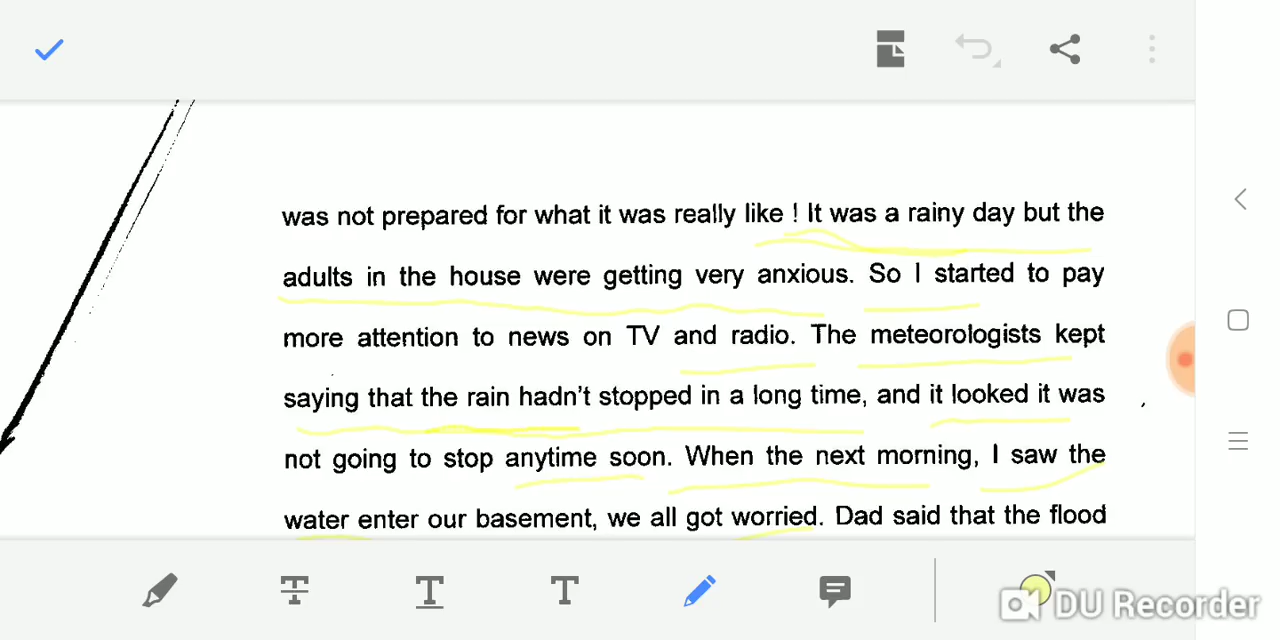 was not prepared for what it was really like ! It was a rainy day but the
adults in the house were getting very anxious. So I started to pay
more attention to news on TV and radio. The meteorologists kept
saying that the rain hadn't stopped in a long time, and it looked it was
not going to stop anytime soon. When the next morning, I saw the
water enter our basement, we all got worried. Dad said that the flood
T T T
DU Recorder